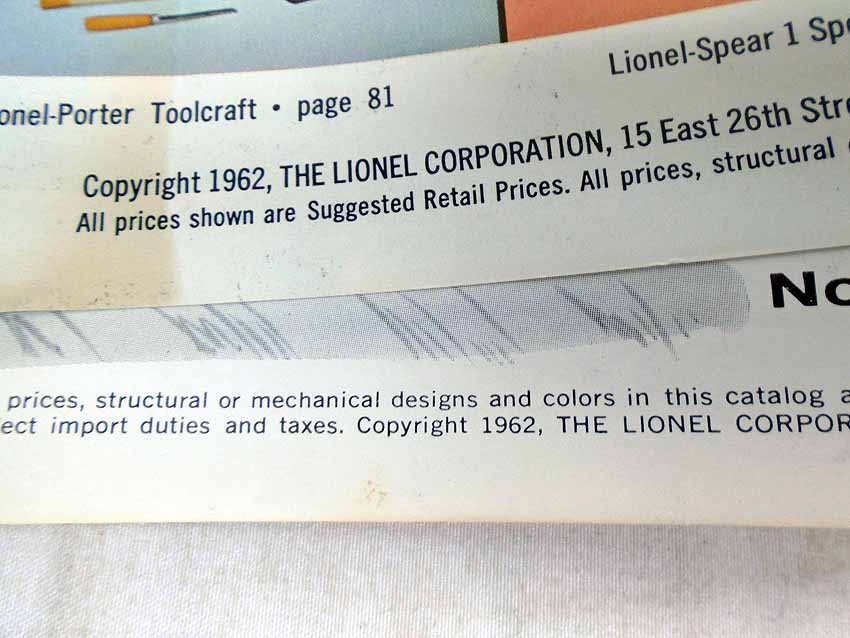 Lionel-Spear 1
onel-Porter Toolcraft • page 81
Copyright 1962, THE LIONEL CORPORATION, 15 East 26th Stre
All prices shown are Suggested Retail Prices. All prices, structural
No
prices, structural or mechanical designs and colors in this catalog a
ect import duties and taxes. Copyright 1962, THE LIONEL CORPOR